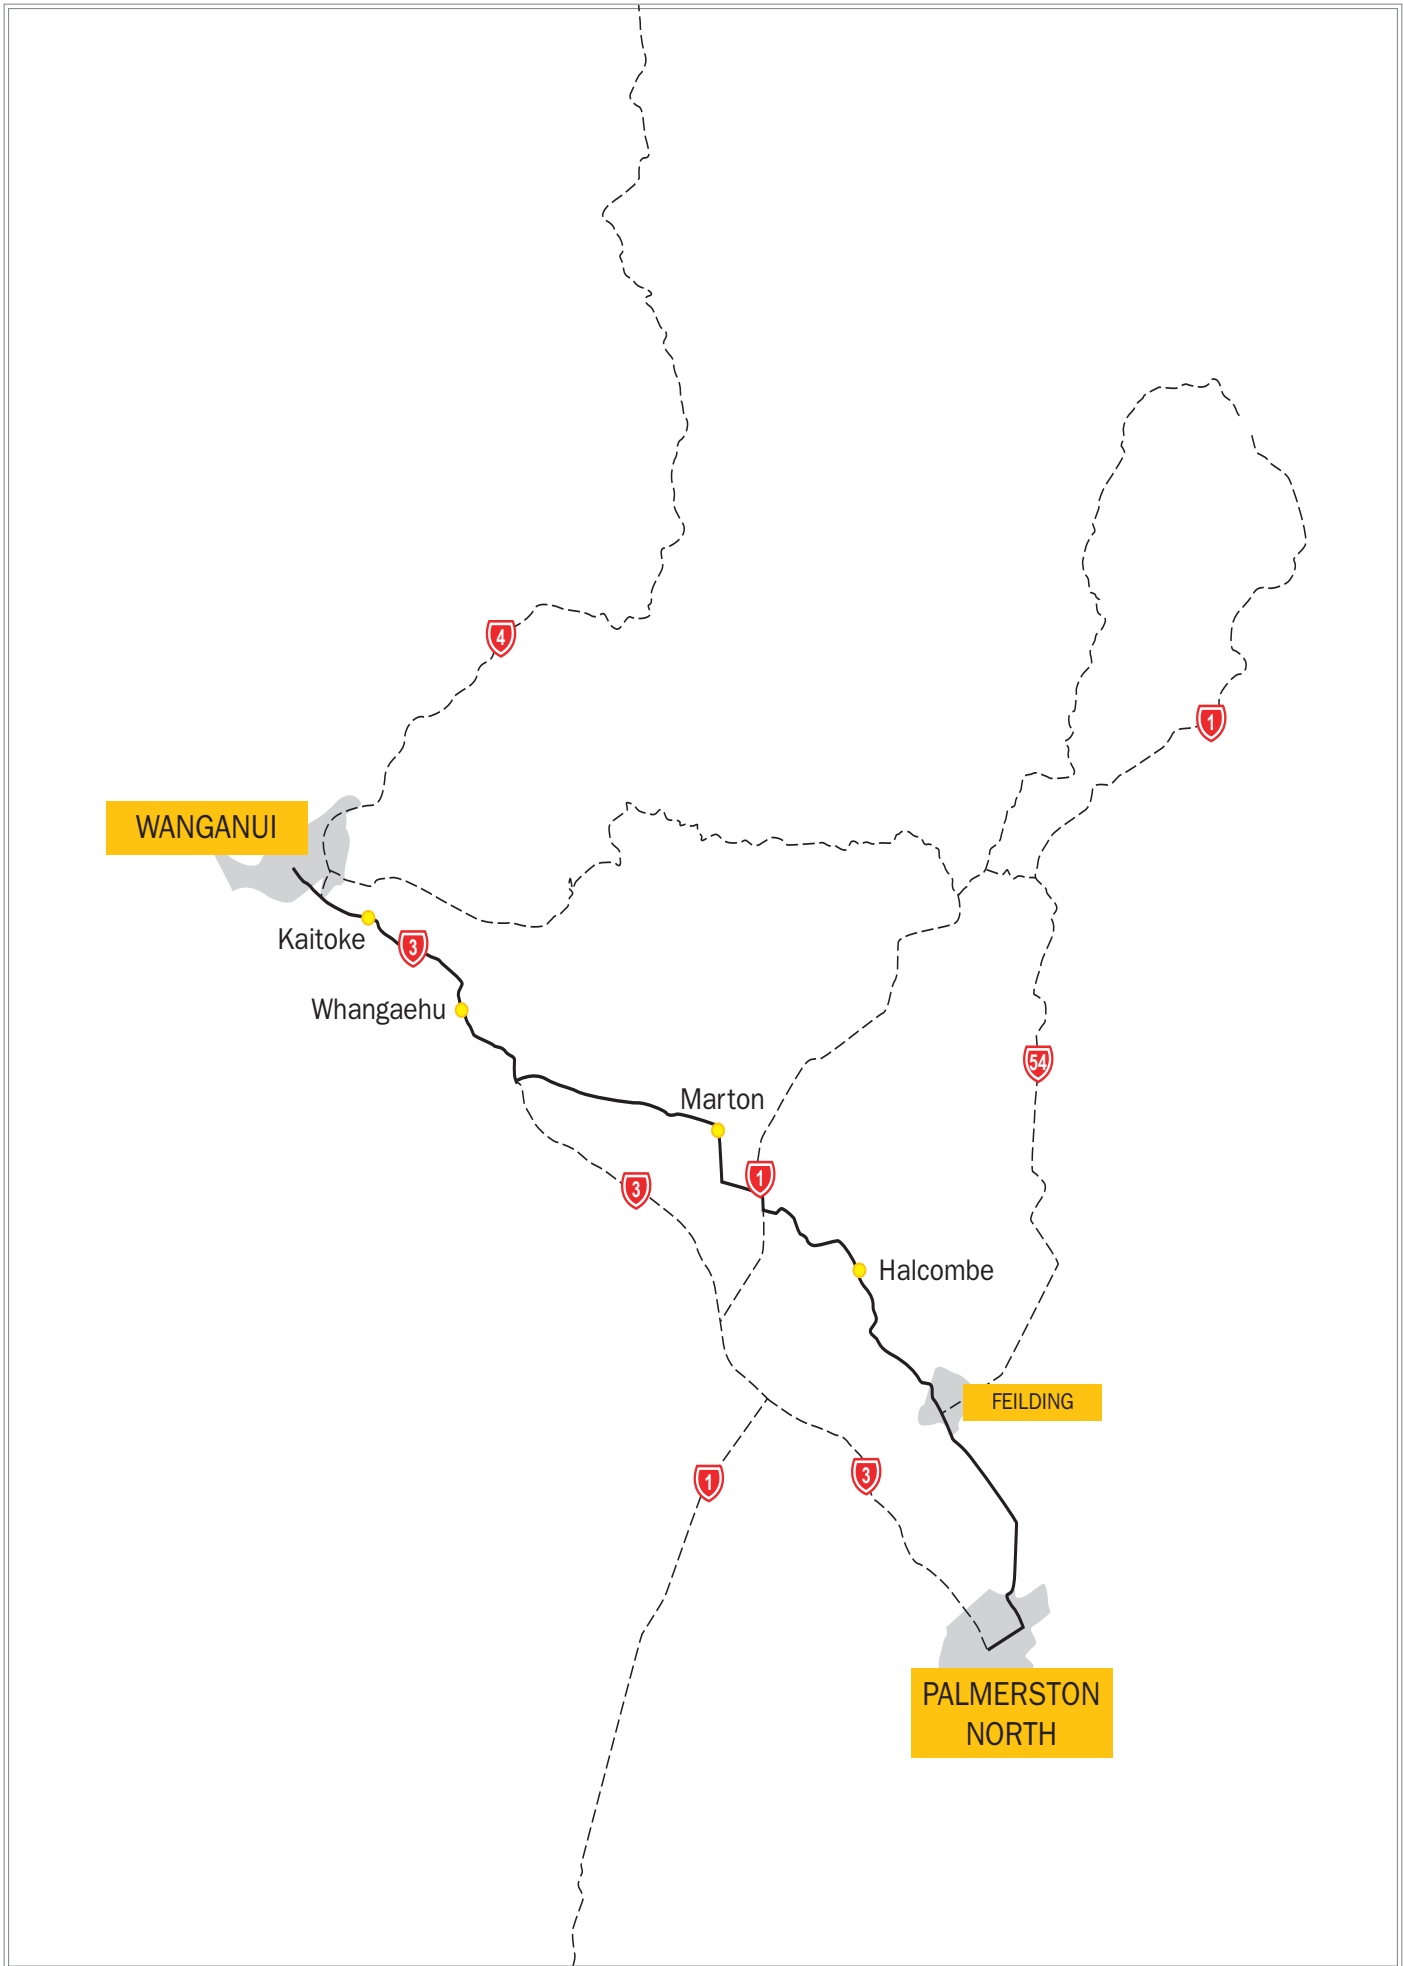 4
1
WANGANUI
Kaitoke
3
Whangaehu
54
Marton
1
3
Halcombe
FEILDING
1
3
PALMERSTON
NORTH